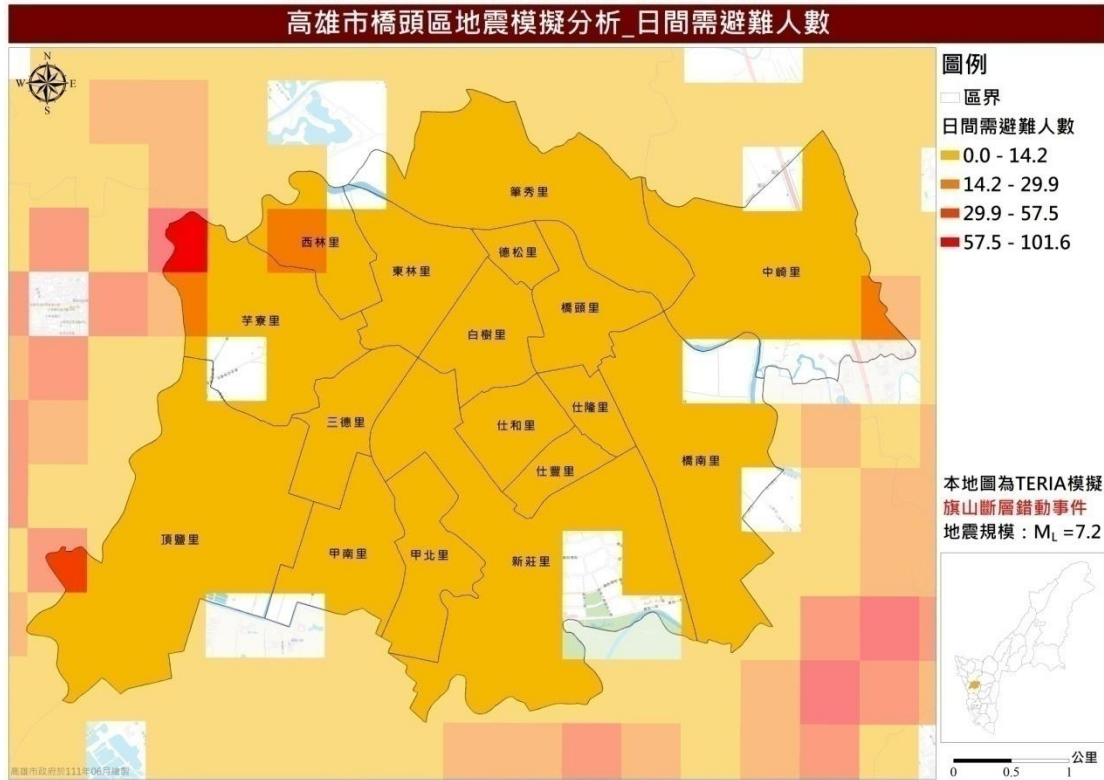 高雄市橋頭區地震模擬分析_日間需避難人數
N
W E
S
圖例
區界
日間需避難人數
0.0 - 14.2
14.2 - 29.9
29.9 - 57.5
57.5 - 101.6
筆秀里
西林里
德松里
東林里
中崎里
橋頭里
芋寮里
白樹里
仕隆里
三德里
仕和里
橋南里
仕豐里
頂鹽里
甲南里
甲北里
新莊里
本地圖為TERIA模擬
旗山斷層錯動事件
地震規模：ML =7.2
公里
0 0.5 1
高雄市政府於111年06月繪製